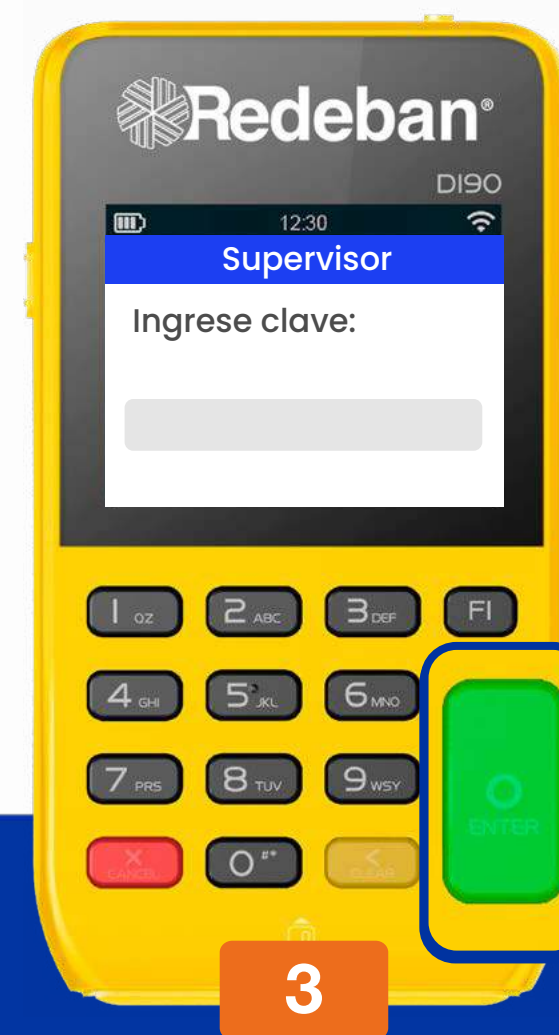 Redeban®
DI90
12:30
Supervisor
Ingrese clave:
1 QZ 2 ABC 3 DEF FI
4 GHI 5 JKL 6 MNO
7 PRS 8 TUV 9 WSY
ENTER
CANCEL 0 #* CLEAR
3